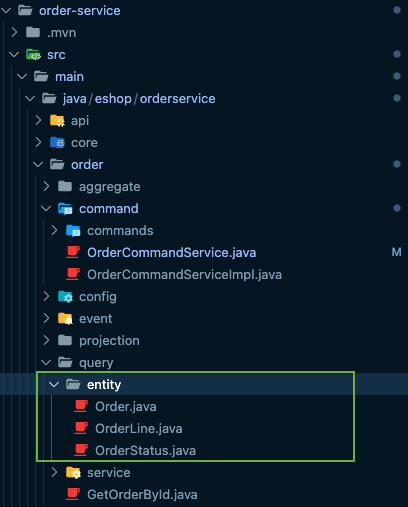 order-service
.mvn
src
main
java/eshop/orderservice
api
core
order
aggregate
command
commands
OrderCommandService.java M
OrderCommandServiceImpl.java
config
event
projection
query
entity
Order.java
OrderLine.java
OrderStatus.java
service
GetOrderById.java